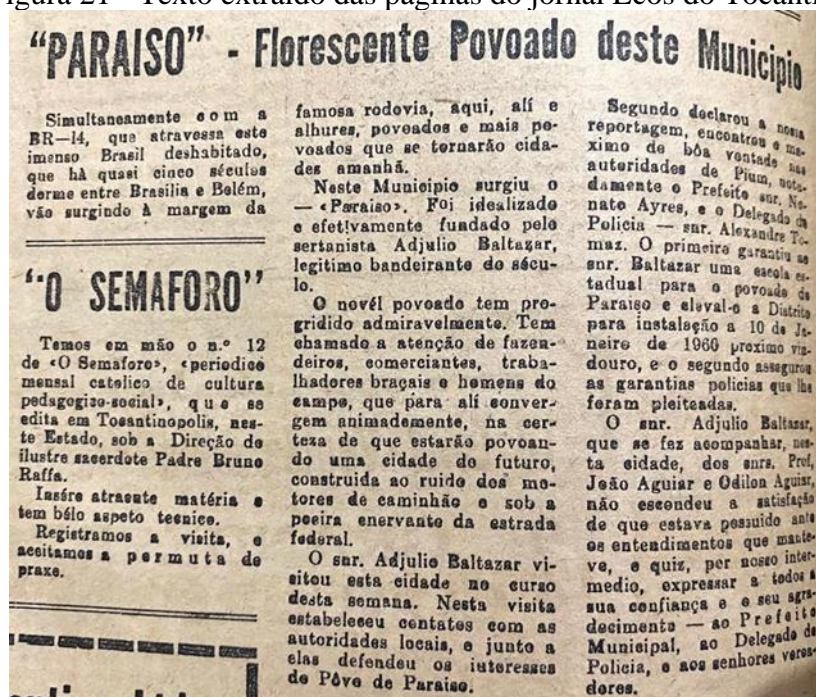 igura 21 - Texto extraído das páginas do jornal Ecos do Tocanti
"PARAISO" - Florescente Povoado deste Municipio
Simultaneamente com a
BR—14, que atravessa este
imenso Brasil deshabitado,
que há quasi cinco séculos
dorme entre Brasilia e Belém,
vão surgindo à margem da
famosa rodovia, aqui, alí e
alhures, povoados e mais po-
voados que se tornarão cida-
des amanhã.
Neste Municipio surgiu o
— «Paraiso». Foi idealizado
e efetivamente fundado pelo
sertanista Adjulio Baltazar,
legitimo bandeirante do sécu-
lo.
O novél povoado tem pro-
gridido admiravelmente. Tem
chamado a atenção de fazen-
deiros, comerciantes, traba-
lhadores braçais e homens do
campo, que para alí conver-
gem animademente, na cer-
teza de que estarão povoan-
do uma cidade do futuro,
construida ao ruido dos mo-
tores de caminhão e sob a
poeira enervante da estrada
federal.
O snr. Adjulio Baltazar vi-
sitou esta cidade no curso
desta semana. Nesta visita
estabeleceu contatos com as
autoridades locais, e junto a
elas defendeu os interesses
do Pôvo de Paraiso.
Segundo declarou a nossa
reportagem, encontrou o ma-
ximo de bôa vontade nas
autoridades de Pium, nota-
damente o Prefeito snr. No-
nato Ayres, e o Delegado da
Policia — snr. Alexandre To-
maz. O primeiro garantiu ao
snr. Baltazar uma escola es-
tadual para o povoado de
Paraiso e eleval-o a Distrito
para instalação a 10 de Ja-
neiro de 1960 proximo vin-
douro, e o segundo assegurou
as garantias policias que lhe
foram pleiteadas.
O snr. Adjulio Baltazar,
que se fez acompanhar, nes-
ta cidade, dos snrs. Prof,
João Aguiar e Odilon Aguiar,
não escondeu a satisfação
de que estava possuido ante
os entendimentos que mante-
ve, e quiz, por nosso inter-
medio, expressar a todos a
sua confiança e o seu agra-
decimento — ao Prefeito
Municipal, ao Delegado de
Policia, e aos senhores verea-
dores.
"O SEMAFORO"
Temos em mão o n.º 12
de «O Semaforo», «periodico
mensal catolico de cultura
pedagogico-social», que se
edita em Tocantinopolis, nes-
te Estado, sob a Direção do
ilustre sacerdote Padre Bruno
Raffa.
Insére atraente matéria e
tem bélo aspeto tecnico.
Registramos a visita, e
aceitamos a permuta de
praxe.